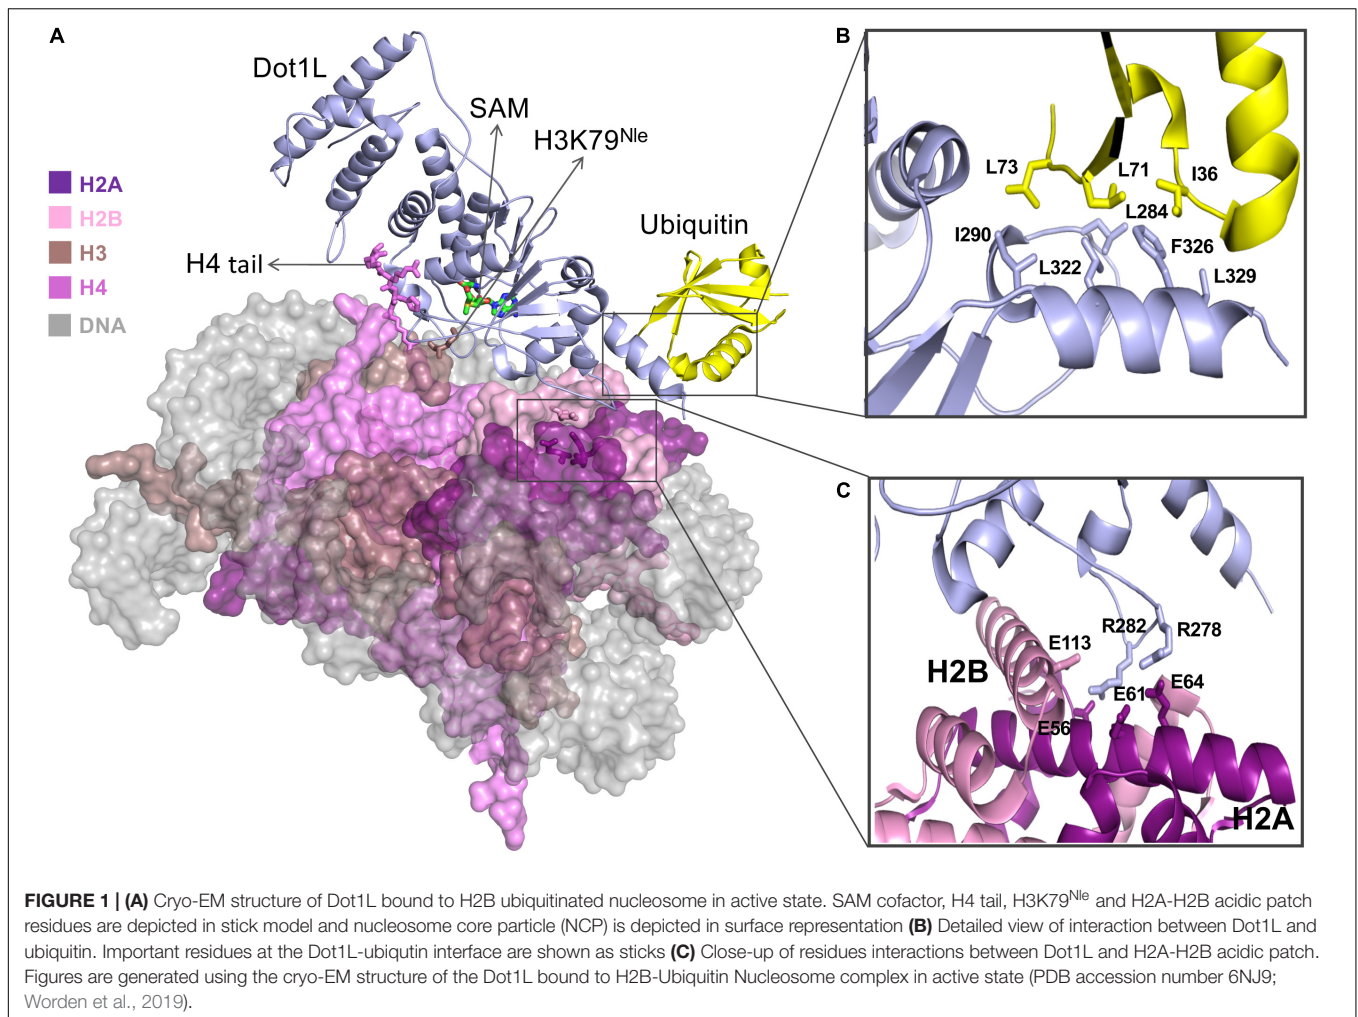 A
Dot1L
SAM
H3K79Nle
Ubiquitin
H4 tail
H2A
H2B
H3
H4
DNA
B
L73
L71
I36
L284
I290
F326
L322
L329
C
R282
R278
E113
H2B
E64
E61
E56
H2A
FIGURE 1 | (A) Cryo-EM structure of Dot1L bound to H2B ubiquitinated nucleosome in active state. SAM cofactor, H4 tail, H3K79Nle and H2A-H2B acidic patch
residues are depicted in stick model and nucleosome core particle (NCP) is depicted in surface representation (B) Detailed view of interaction between Dot1L and
ubiquitin. Important residues at the Dot1L-ubiqutin interface are shown as sticks (C) Close-up of residues interactions between Dot1L and H2A-H2B acidic patch.
Figures are generated using the cryo-EM structure of the Dot1L bound to H2B-Ubiquitin Nucleosome complex in active state (PDB accession number 6NJ9;
Worden et al., 2019).